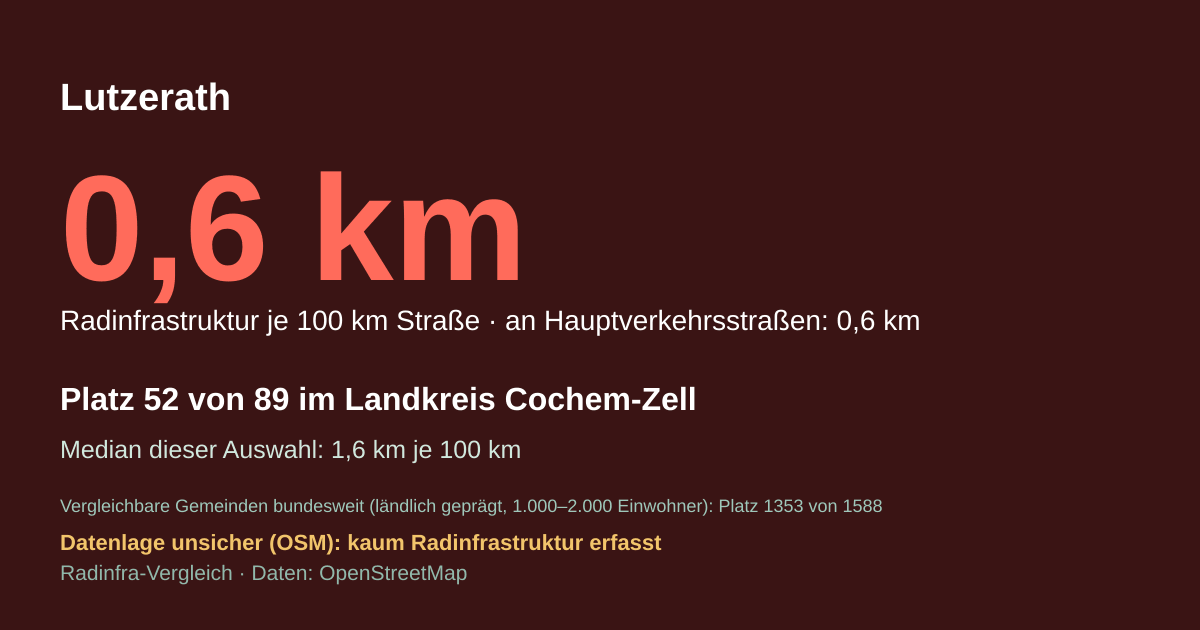 Lutzerath
0,6 km
Radinfrastruktur je 100 km Straße · an Hauptverkehrsstraßen: 0,6 km
Platz 52 von 89 im Landkreis Cochem-Zell
Median dieser Auswahl: 1,6 km je 100 km
Vergleichbare Gemeinden bundesweit (ländlich geprägt, 1.000–2.000 Einwohner): Platz 1353 von 1588
Datenlage unsicher (OSM): kaum Radinfrastruktur erfasst
Radinfra-Vergleich · Daten: OpenStreetMap